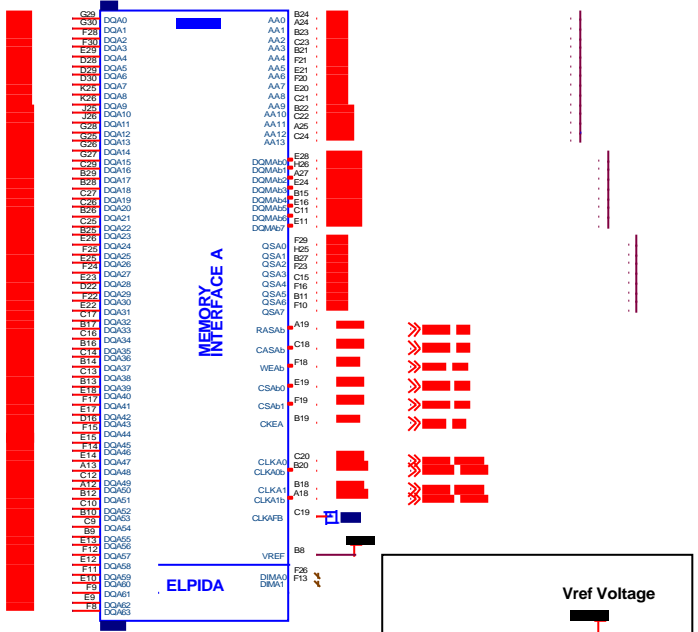 G29 DQA0 AA0 B24
G30 DQA1 AA1 A24
F28 DQA2 AA2 B23
F30 DQA3 AA3 C23
E29 DQA4 AA4 B21
D28 DQA5 AA5 F21
D29 DQA6 AA6 E21
D30 DQA7 AA7 F20
K25 DQA8 AA8 E20
K26 DQA9 AA9 C21
J25 DQA10 AA10 B22
J26 DQA11 AA11 C22
G28 DQA12 AA12 A25
G25 DQA13 AA13 C24
G26 DQA14
G27 DQA15 DQMAb0 E28
C29 DQA16 DQMAb1 H26
B29 DQA17 DQMAb2 A27
B28 DQA18 DQMAb3 E24
C27 DQA19 DQMAb4 B15
C26 DQA20 DQMAb5 E16
B26 DQA21 DQMAb6 C11
C25 DQA22 DQMAb7 E11
B25 DQA23
E26 DQA24 QSA0 F29
F25 DQA25 QSA1 H25
E25 DQA26 QSA2 B27
F24 DQA27 QSA3 F23
E23 DQA28 QSA4 C15
D22 DQA29 QSA5 F16
F22 DQA30 QSA6 B11
E22 DQA31 QSA7 F10
C17 DQA32
B17 DQA33 RASAb A19
C16 DQA34
B16 DQA35 CASAb C18
C14 DQA36
B14 DQA37 WEAb F18
C13 DQA38
B13 DQA39 CSAb0 E19
E18 DQA40
F17 DQA41 CSAb1 F19
E17 DQA42
D16 DQA43 CKEA B19
F15 DQA44
E15 DQA45
F14 DQA46
E14 DQA47 CLKA0 C20
A13 DQA48 CLKA0b B20
C12 DQA49
A12 DQA50 CLKA1 B18
B12 DQA51 CLKA1b A18
C10 DQA52
B10 DQA53 CLKAFB C19
C9 DQA54
B9
E13 DQA56
F12 DQA57 VREF B8
E12 DQA58
F11 DQA59 DIMA0 F26
E10 DQA60 DIMA1 F13
F9 DQA61
E9 DQA62
F8 DQA63
MEMORY
INTERFACE A
ELPIDA
Vref Voltage